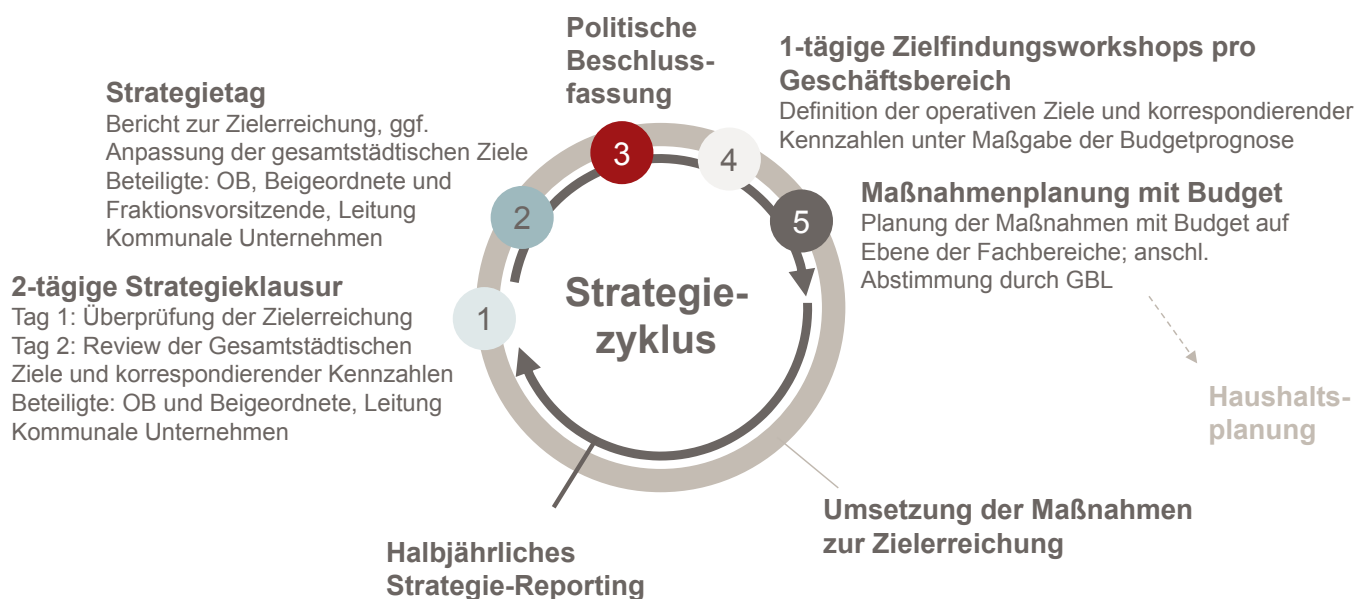 Politische
Beschluss-
fassung
1-tägige Zielfindungsworkshops pro
Geschäftsbereich
Definition der operativen Ziele und korrespondierender
Kennzahlen unter Maßgabe der Budgetprognose
Strategietag
Bericht zur Zielerreichung, ggf.
Anpassung der gesamtstädtischen Ziele
Beteiligte: OB, Beigeordnete und
Fraktionsvorsitzende, Leitung
Kommunale Unternehmen
3
4
2
5
Maßnahmenplanung mit Budget
Planung der Maßnahmen mit Budget auf
Ebene der Fachbereiche; anschl.
Abstimmung durch GBL
2-tägige Strategieklausur
Tag 1: Überprüfung der Zielerreichung
Tag 2: Review der Gesamtstädtischen
Ziele und korrespondierender Kennzahlen
Beteiligte: OB und Beigeordnete, Leitung
Kommunale Unternehmen
1
Strategie-
zyklus
Haushalts-
planung
Umsetzung der Maßnahmen
zur Zielerreichung
Halbjährliches
Strategie-Reporting